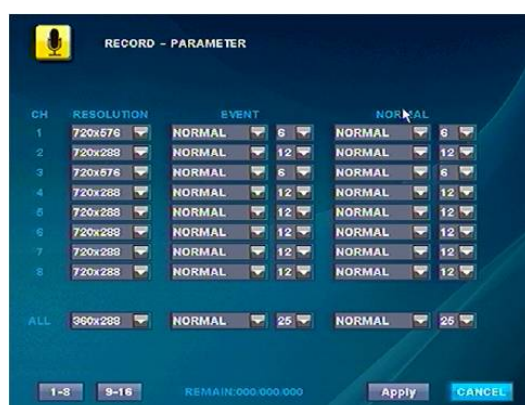 RECORD - PARAMETER
CH RESOLUTION EVENT NORMAL
1 720x576 NORMAL 6 NORMAL 6
2 720x288 NORMAL 12 NORMAL 12
3 720x576 NORMAL 6 NORMAL 6
4 720x288 NORMAL 12 NORMAL 12
5 720x288 NORMAL 12 NORMAL 12
6 720x288 NORMAL 12 NORMAL 12
7 720x288 NORMAL 12 NORMAL 12
8 720x288 NORMAL 12 NORMAL 12
ALL 360x288 NORMAL 25 NORMAL 25
1-8 9-16 REMAIN:000/000/000 Apply CANCEL